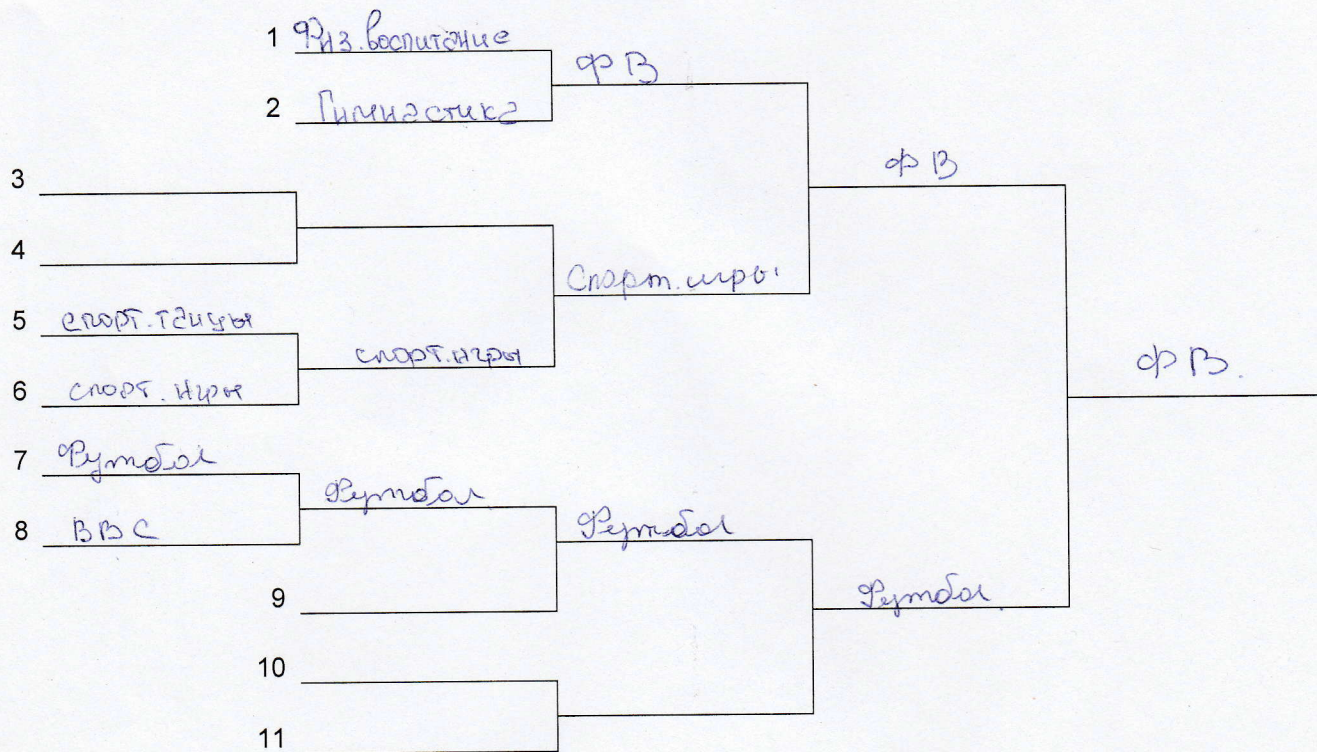 1 Физ. воспитание
ФВ
2 Гимнастика
ФВ
3
4
Спорт. игры
5 спорт. танцы
спорт. игры
ФВ.
6 спорт. игры
7 Футбол
Футбол
8 ВВС
Футбол
9
Футбол
10
11